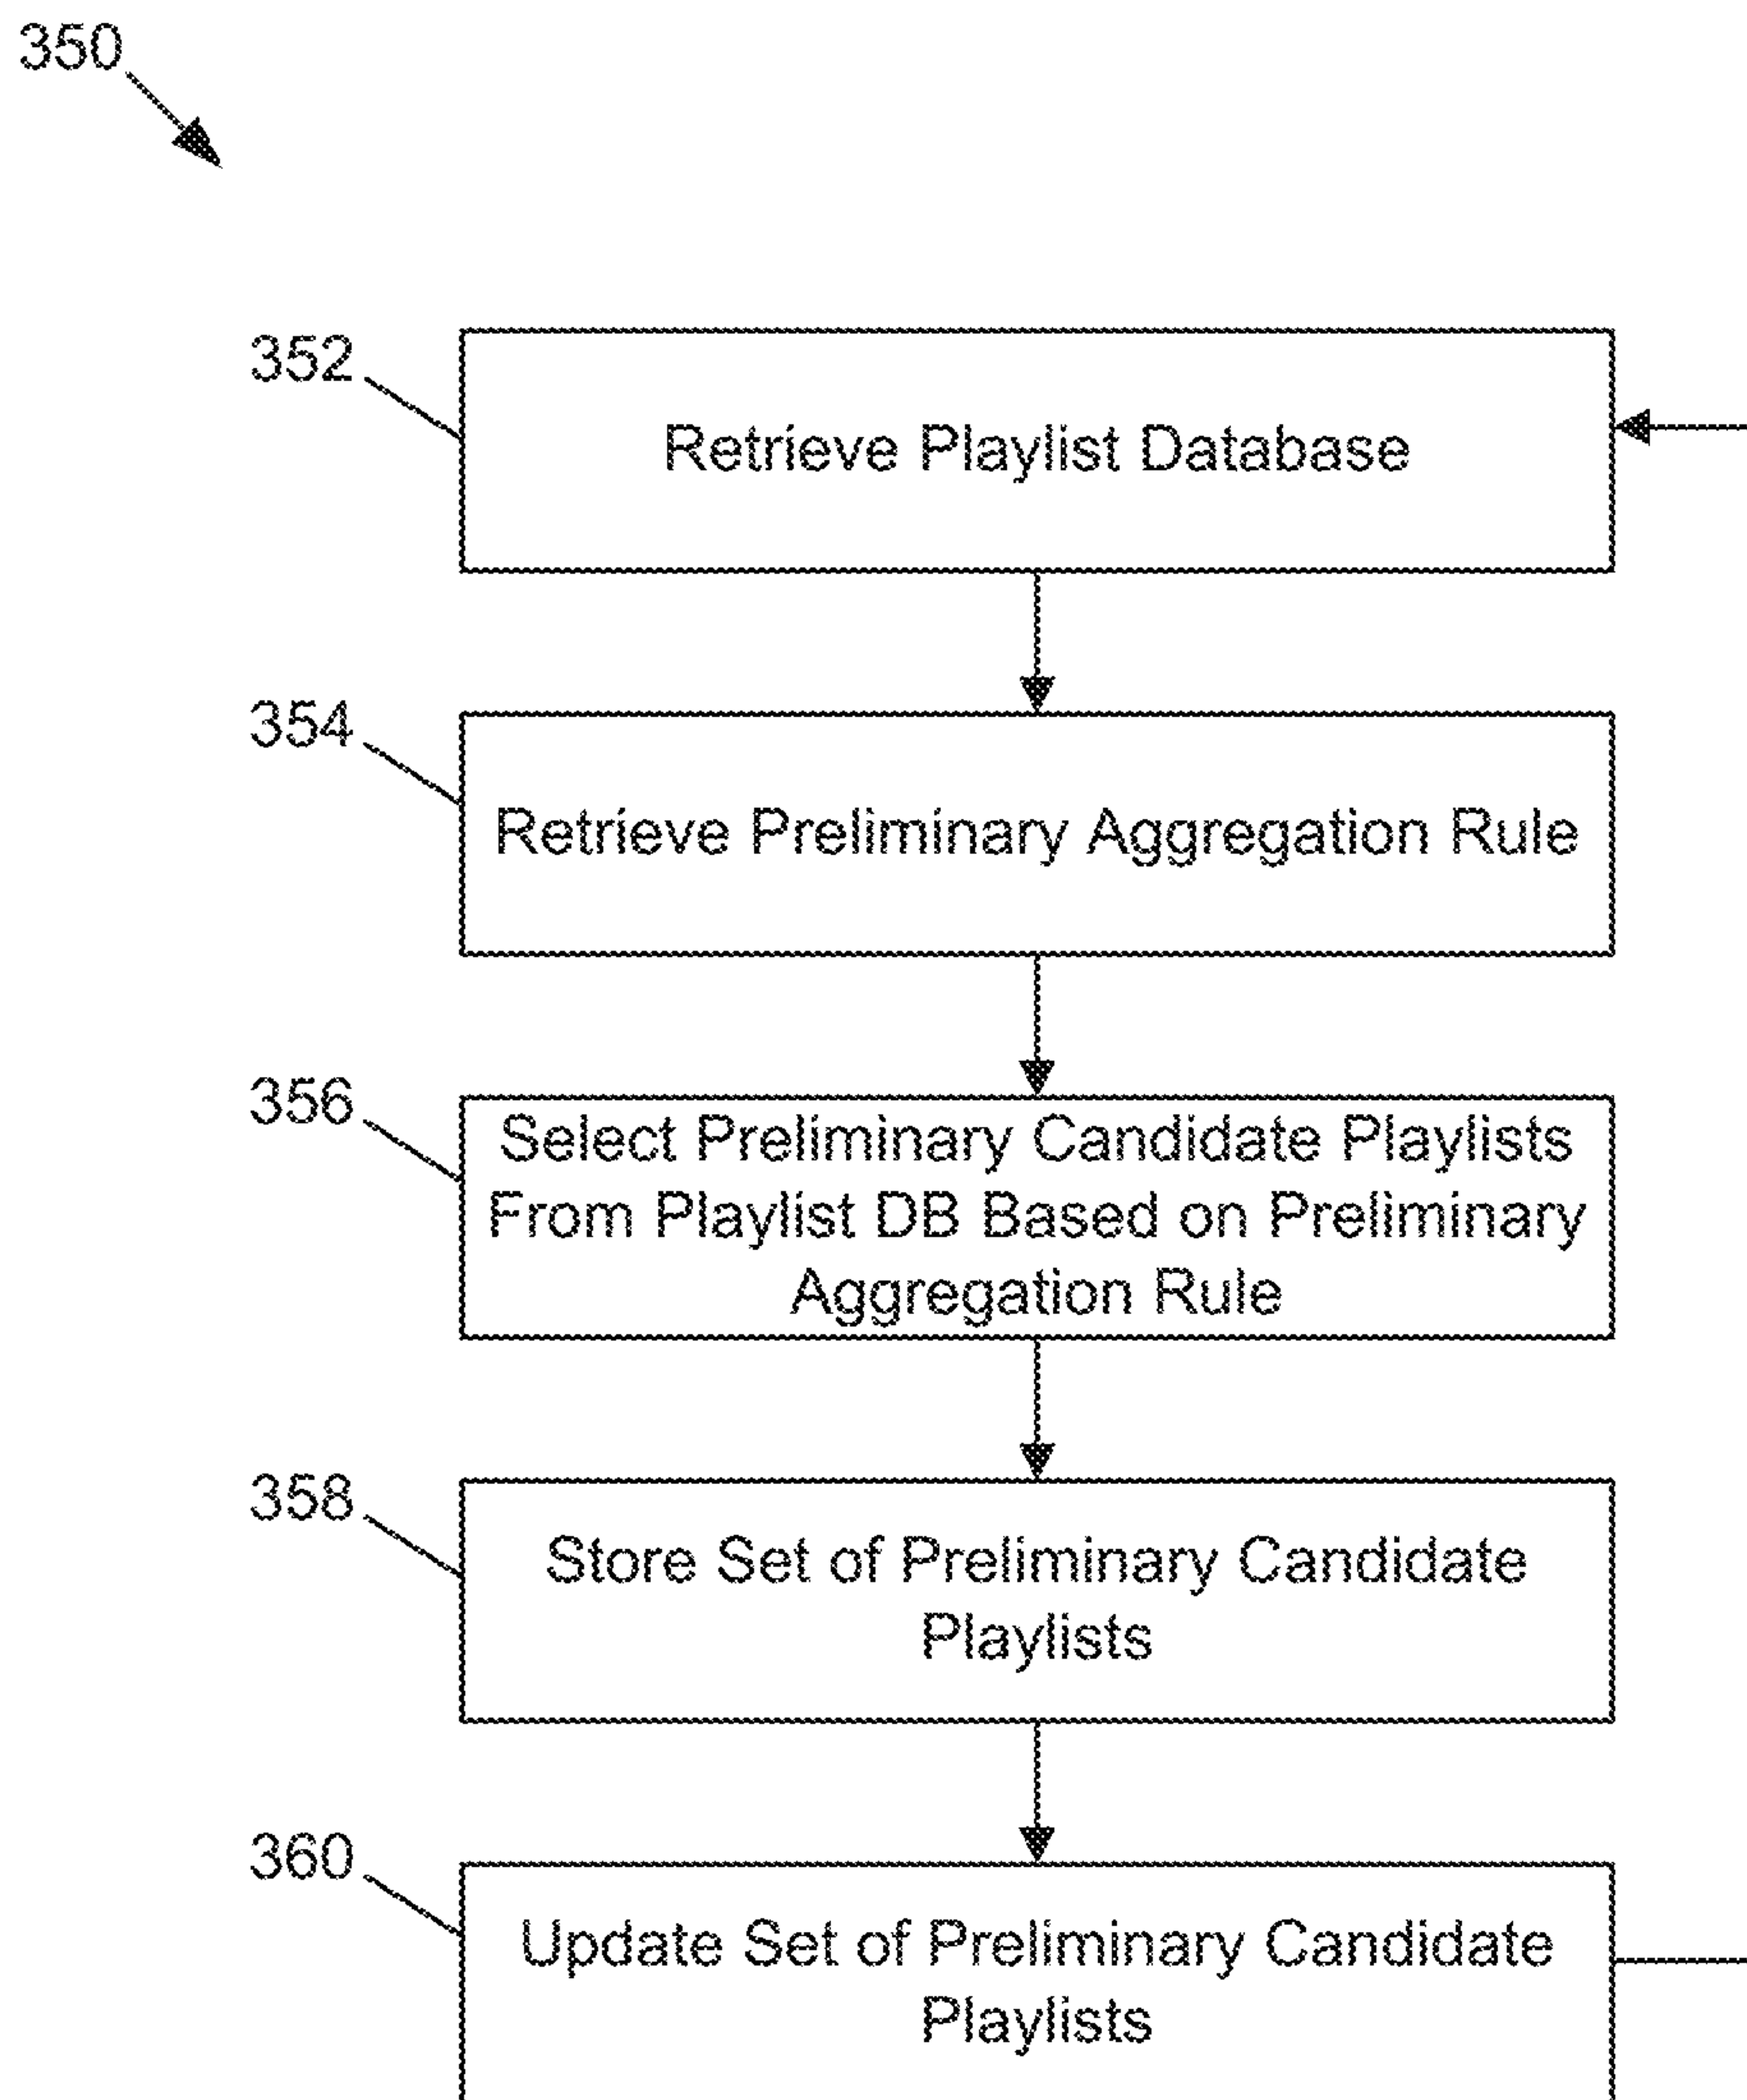 350
352
Retrieve Playlist Database
354
Retrieve Preliminary Aggregation Rule
356
Select Preliminary Candidate Playlists
From Playlist DB Based on Preliminary
Aggregation Rule
358
Store Set of Preliminary Candidate
Playlists
360
Update Set of Preliminary Candidate
Playlists